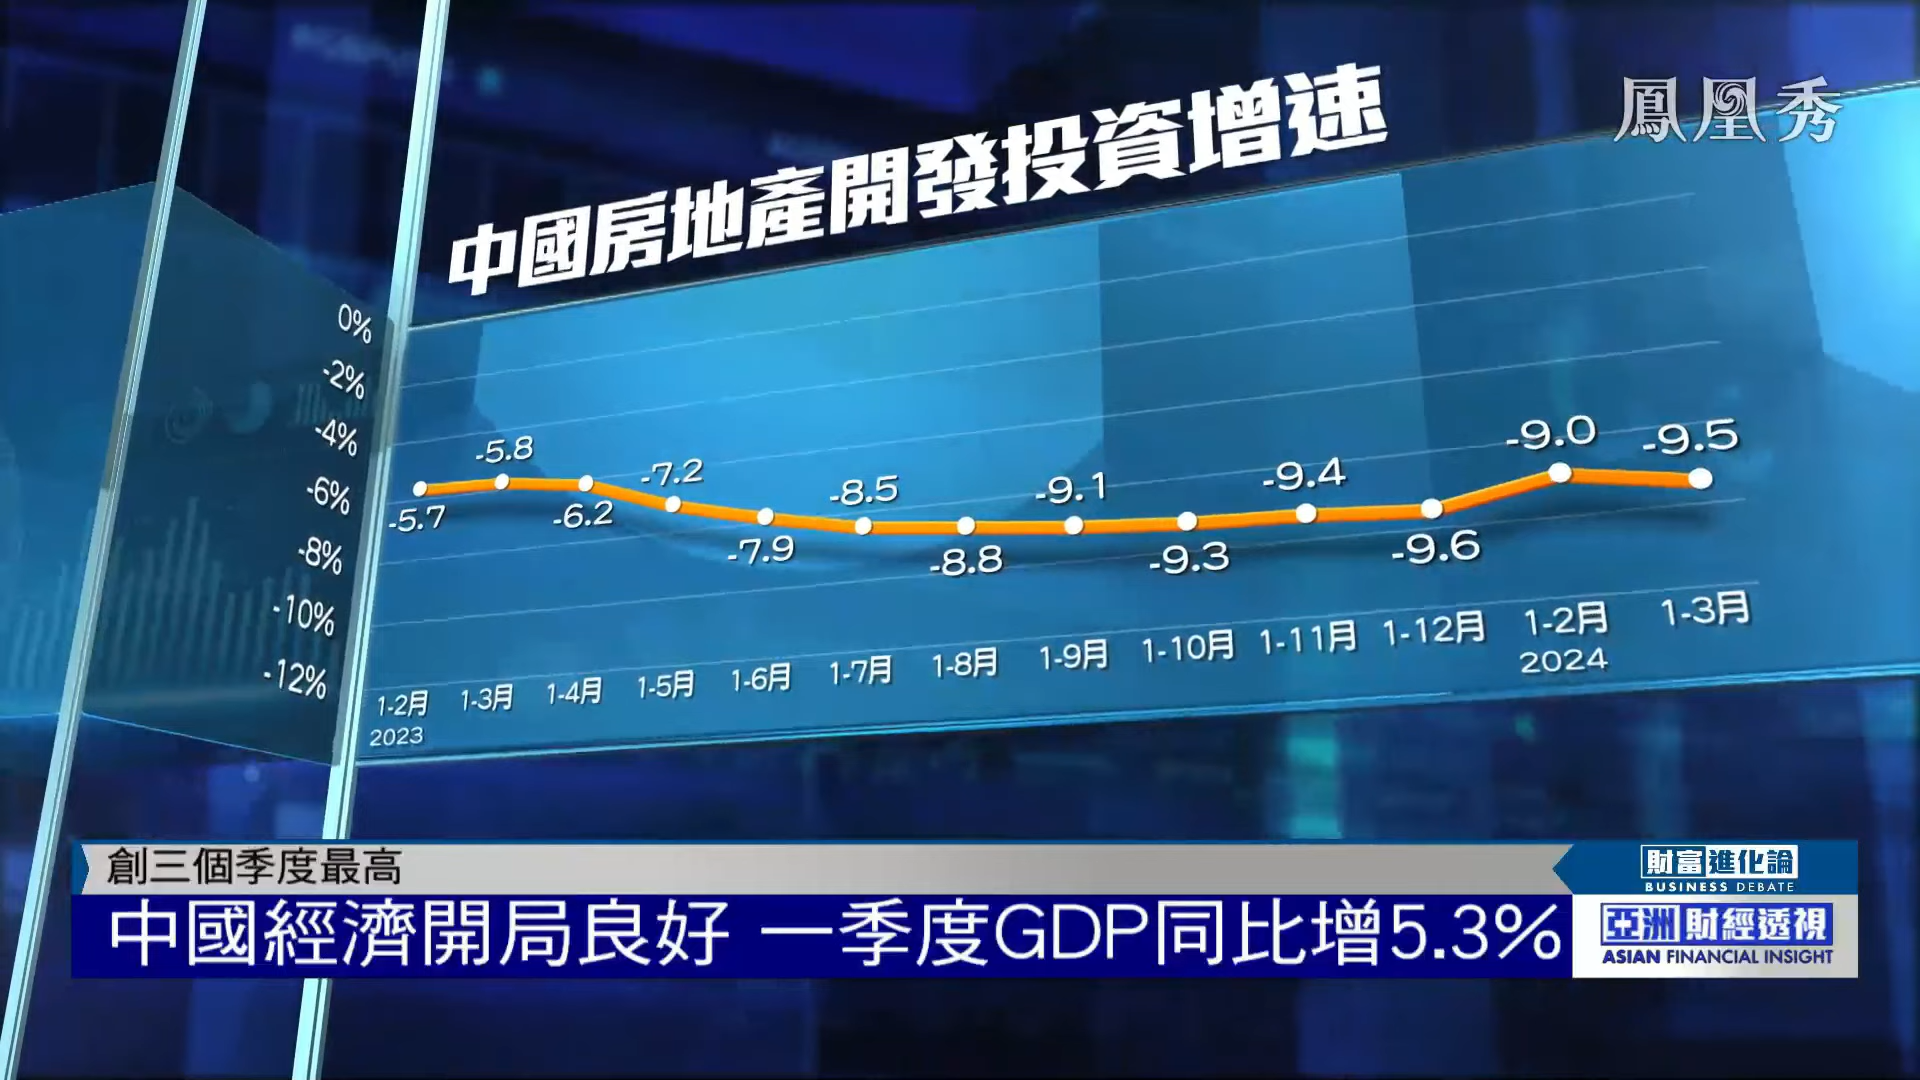 鳳凰秀
中國房地產開發投資增速
0%
-2%
-4%
-6%
-8%
-10%
-12%
-5.7
-5.8
-6.2
-7.2
-7.9
-8.5
-8.8
-9.1
-9.3
-9.4
-9.6
-9.0
-9.5
1-2月 1-3月 1-4月 1-5月 1-6月 1-7月 1-8月 1-9月 1-10月 1-11月 1-12月 1-2月 1-3月
2023 2024
創三個季度最高
中國經濟開局良好 一季度GDP同比增5.3%
財富進化論
BUSINESS DEBATE
亞洲財經透視
ASIAN FINANCIAL INSIGHT